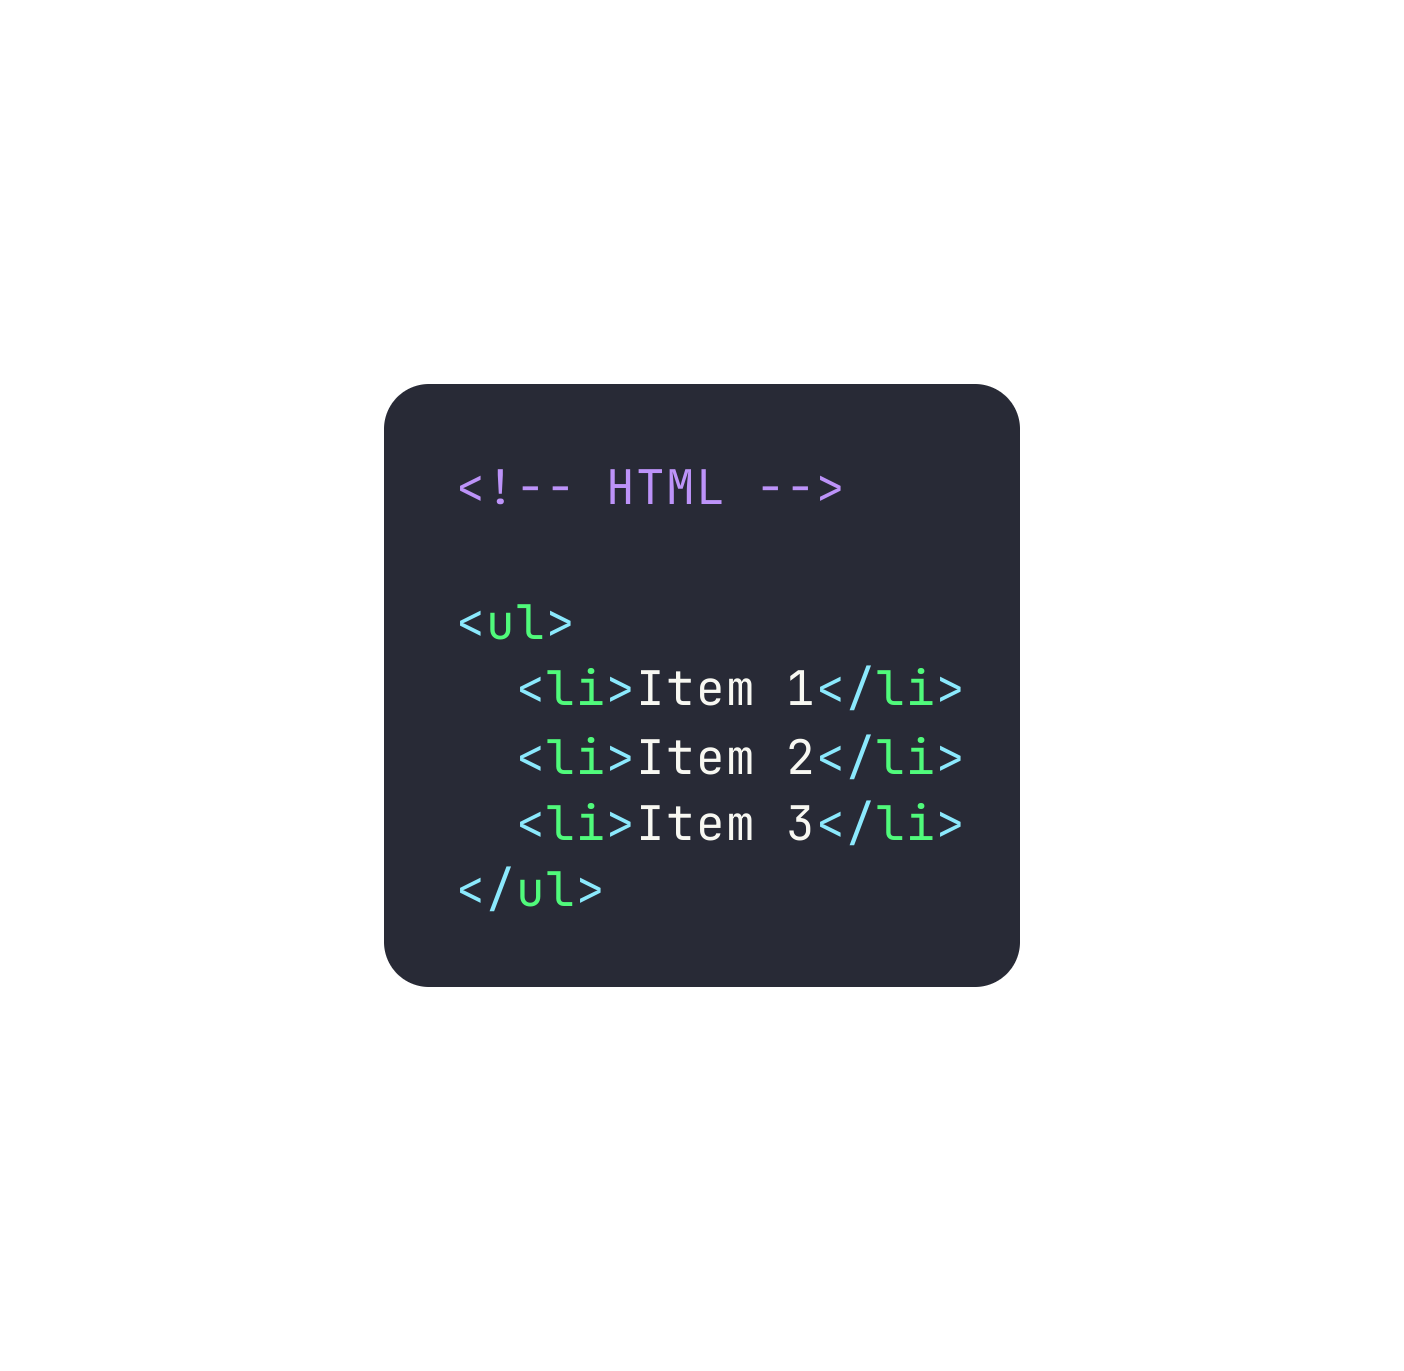 <!-- HTML -->
<ul>
  <li>Item 1</li>
  <li>Item 2</li>
  <li>Item 3</li>
</ul>